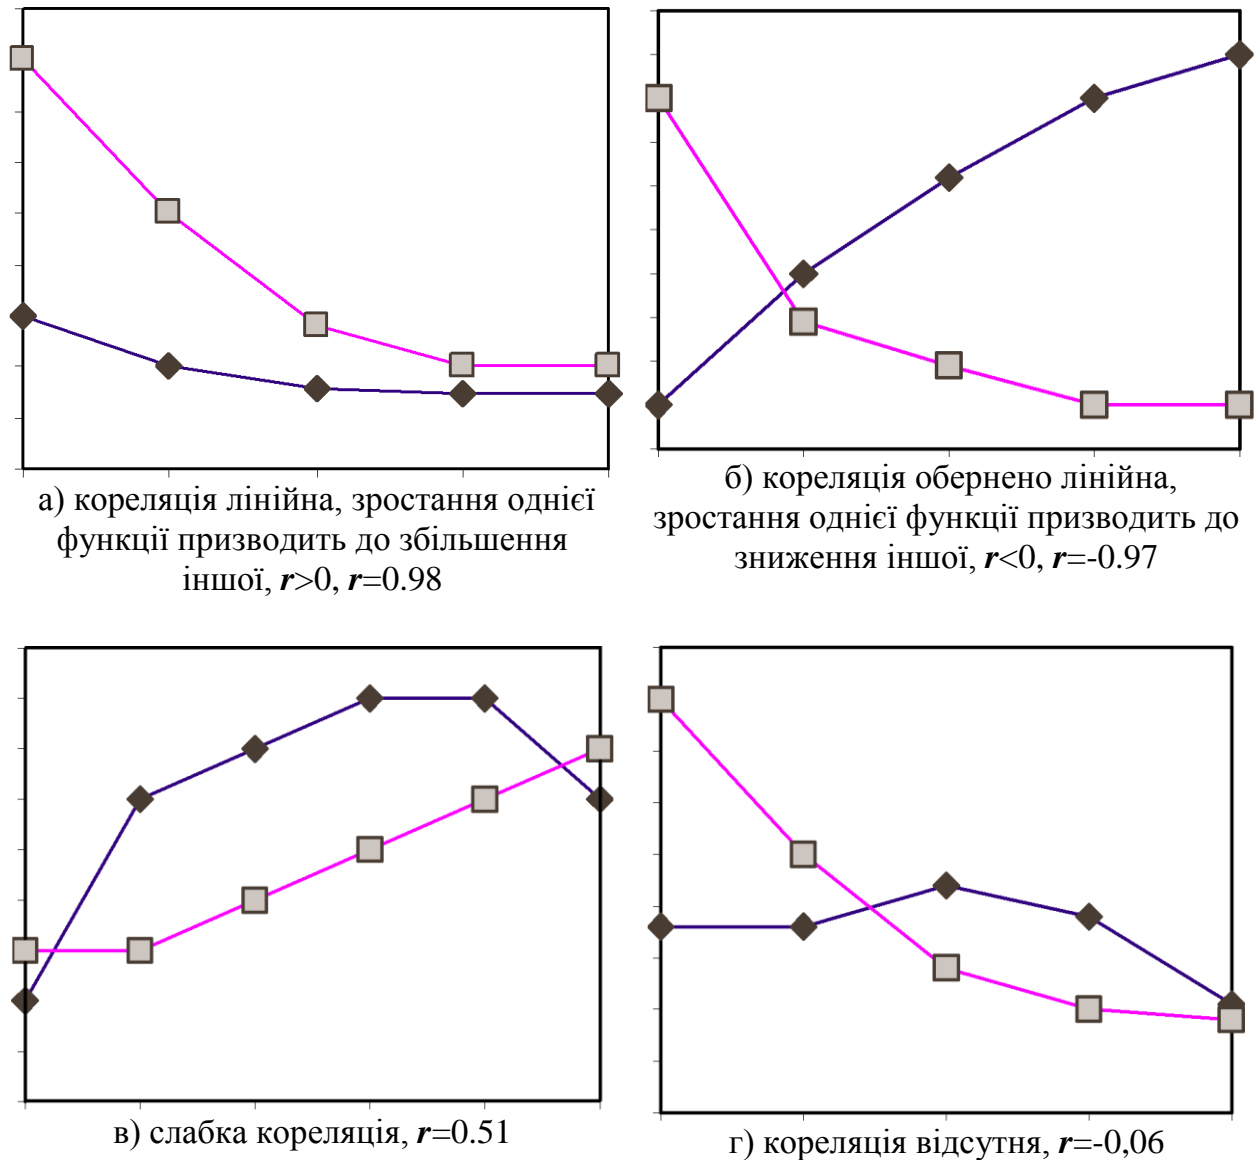 а) кореляція лінійна, зростання однієї
функції призводить до збільшення
іншої, r>0, r=0.98
б) кореляція обернено лінійна,
зростання однієї функції призводить до
зниження іншої, r<0, r=-0.97
в) слабка кореляція, r=0.51
г) кореляція відсутня, r=-0,06